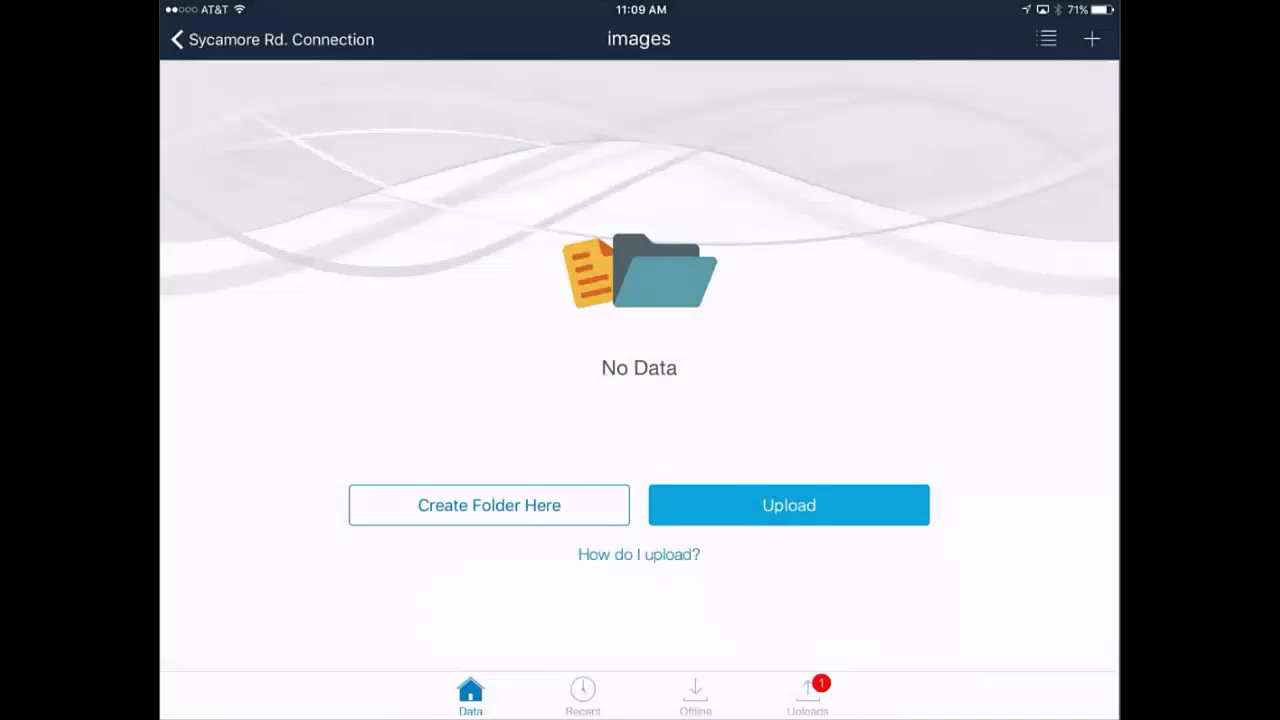 AT&T 11:09 AM 71%
Sycamore Rd. Connection images
No Data
Create Folder Here Upload
How do I upload?
1
Data Recent Offline Uploads